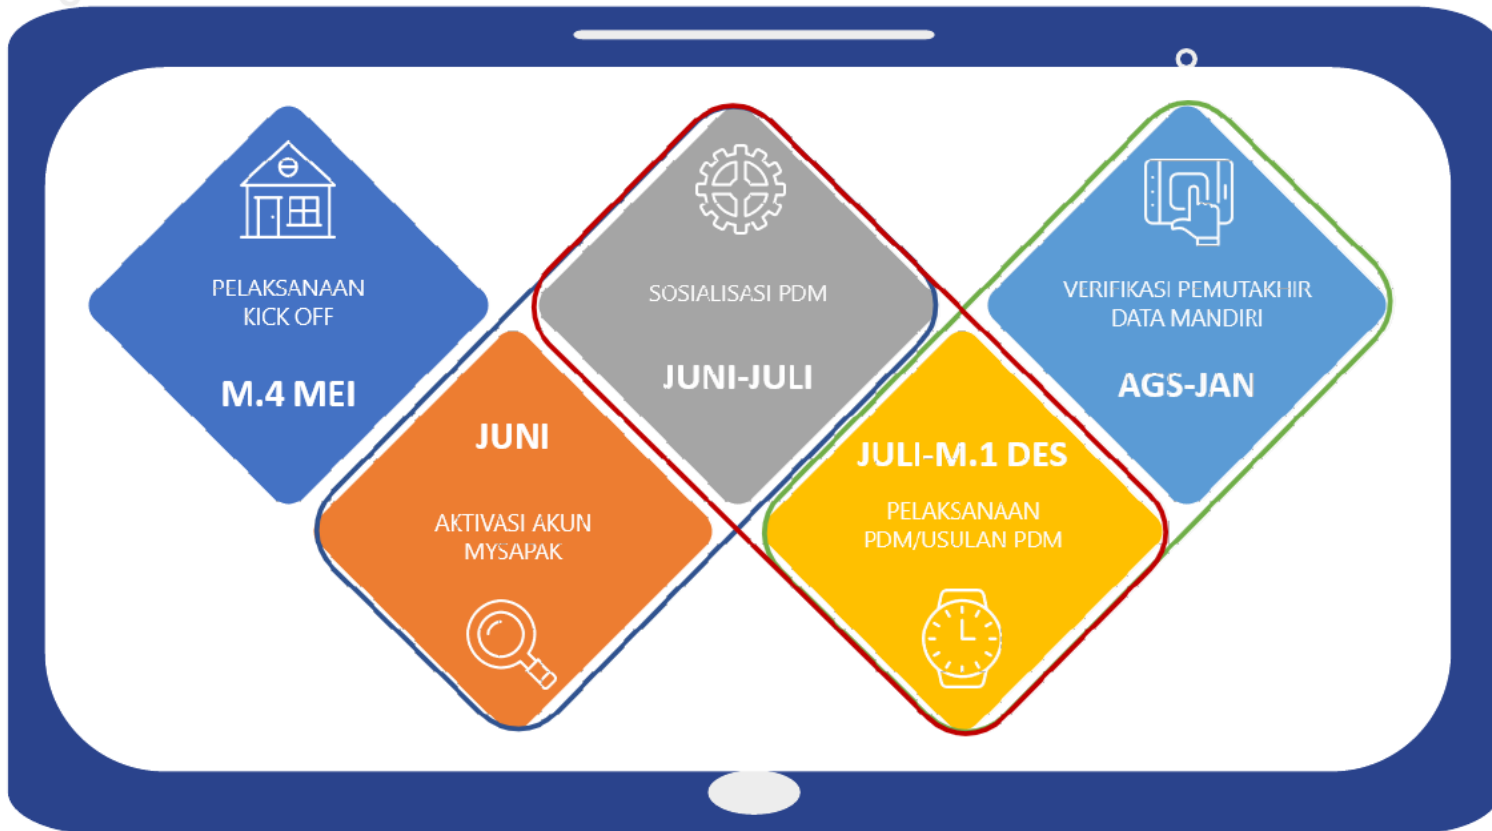 PELAKSANAAN
KICK OFF
M.4 MEI
JUNI
AKTIVASI AKUN
MYSAPAK
SOSIALISASI PDM
JUNI-JULI
JULI-M.1 DES
PELAKSANAAN
PDM/USULAN PDM
VERIFIKASI PEMUTAKHIR
DATA MANDIRI
AGS-JAN